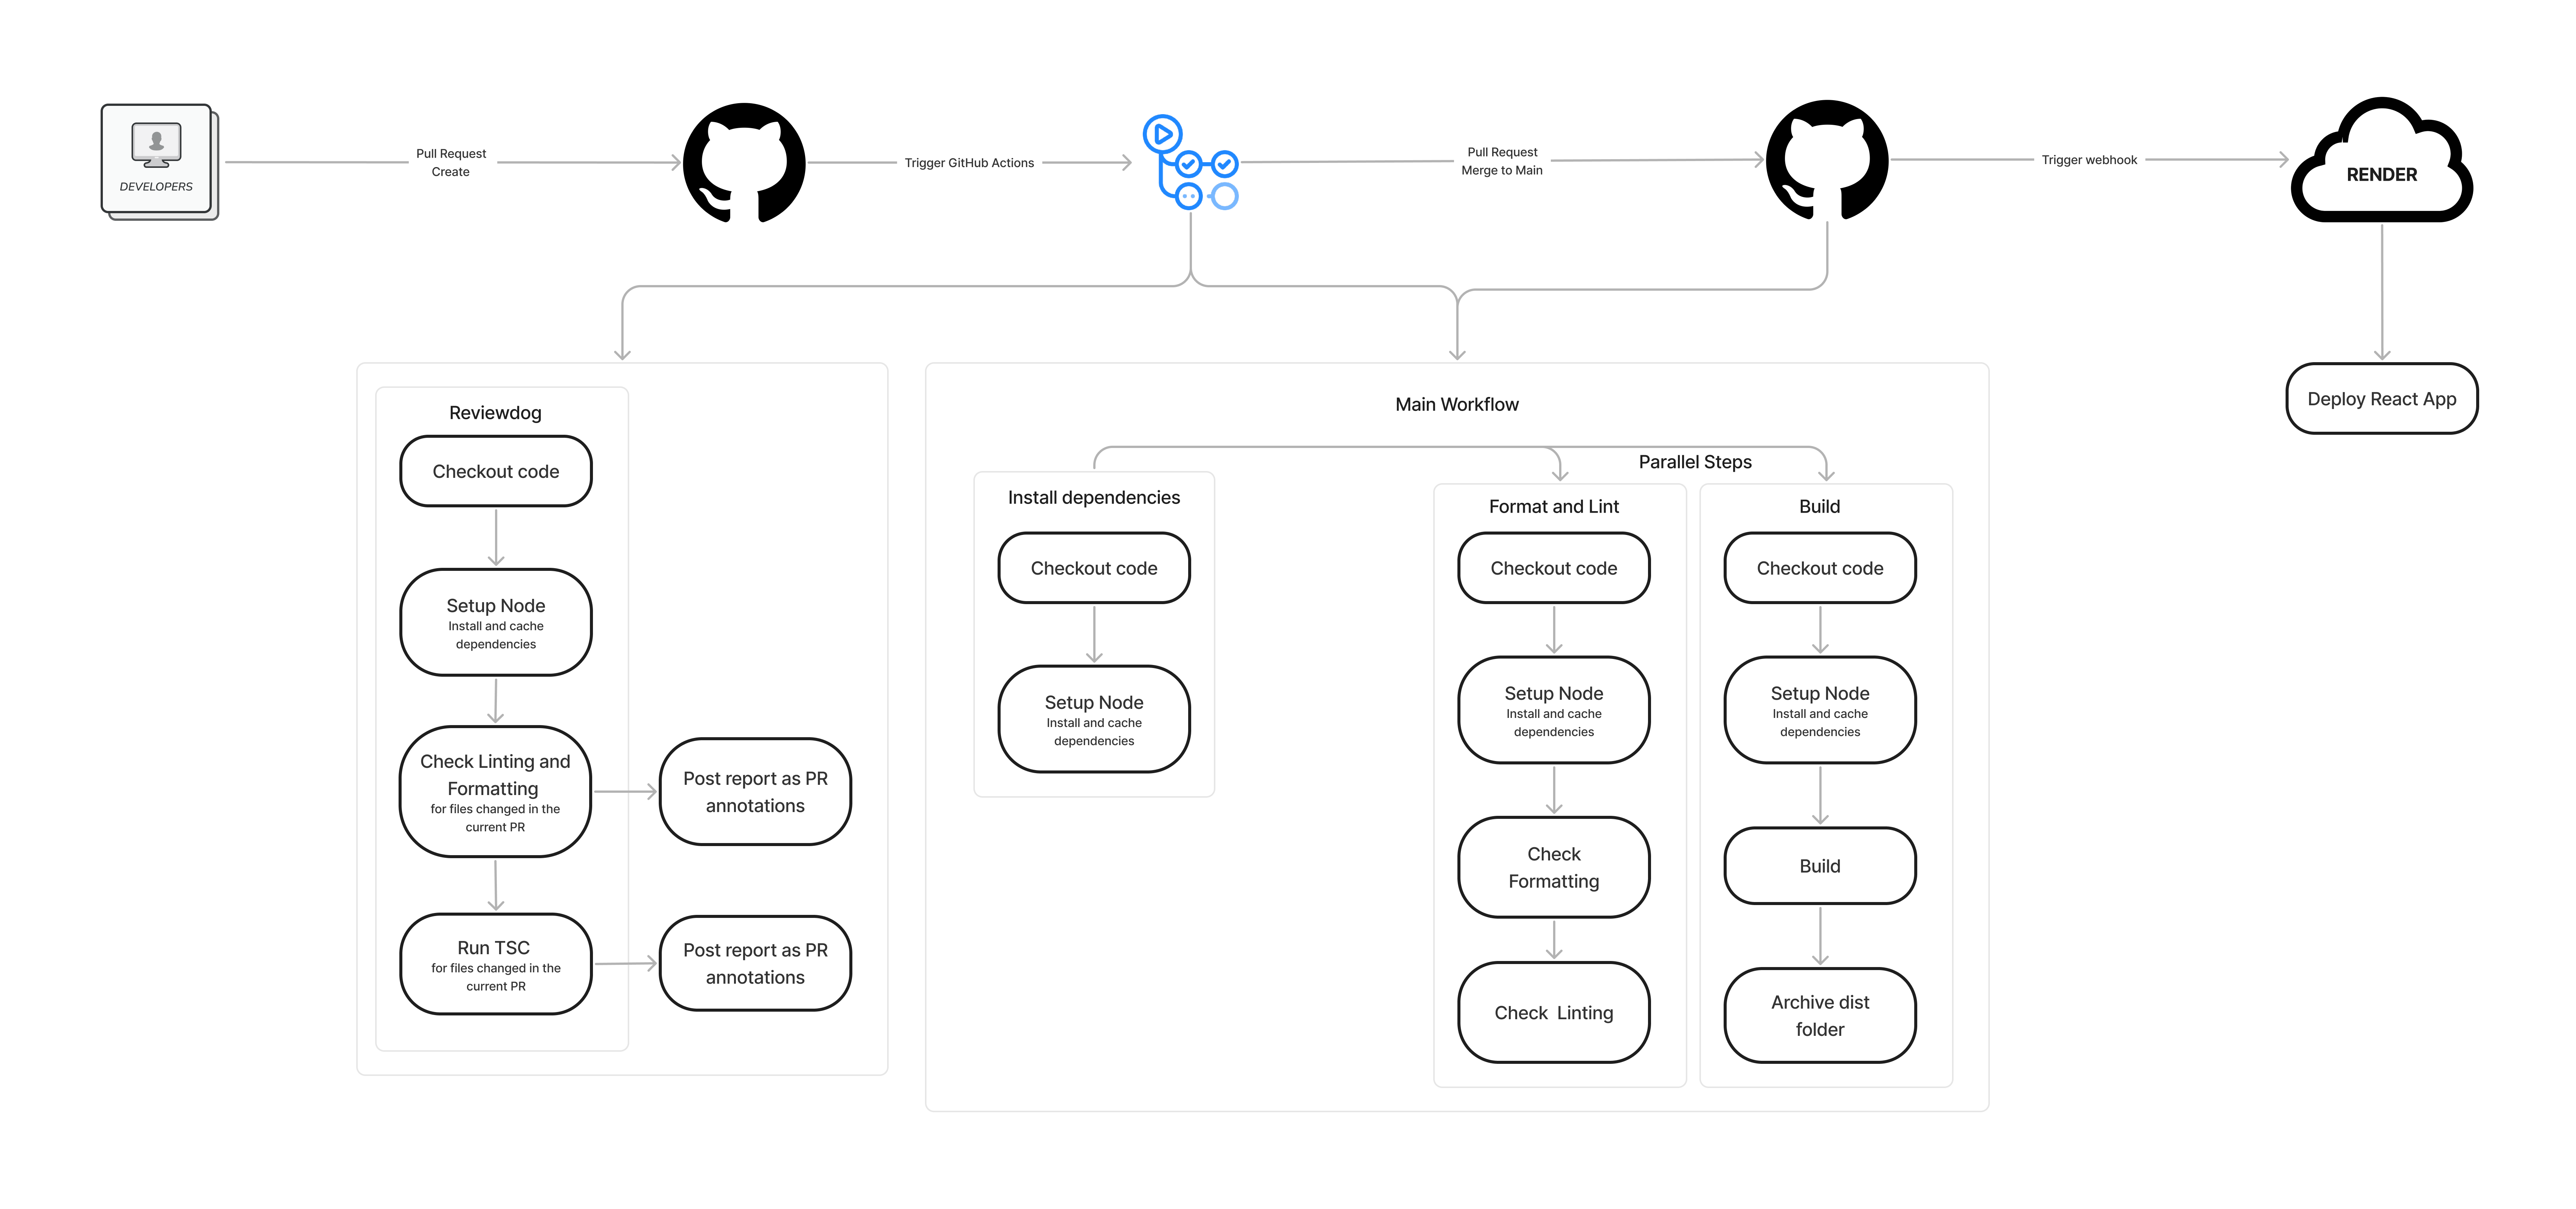 DEVELOPERS
Pull Request
Create
Trigger GitHub Actions
Pull Request
Merge to Main
Trigger webhook
RENDER
Deploy React App
Reviewdog
Checkout code
Setup Node
Install and cache
dependencies
Check Linting and
Formatting
for files changed in the
current PR
Post report as PR
annotations
Run TSC
for files changed in the
current PR
Post report as PR
annotations
Main Workflow
Parallel Steps
Install dependencies
Checkout code
Setup Node
Install and cache
dependencies
Format and Lint
Checkout code
Setup Node
Install and cache
dependencies
Check
Formatting
Check  Linting
Build
Checkout code
Setup Node
Install and cache
dependencies
Build
Archive dist
folder